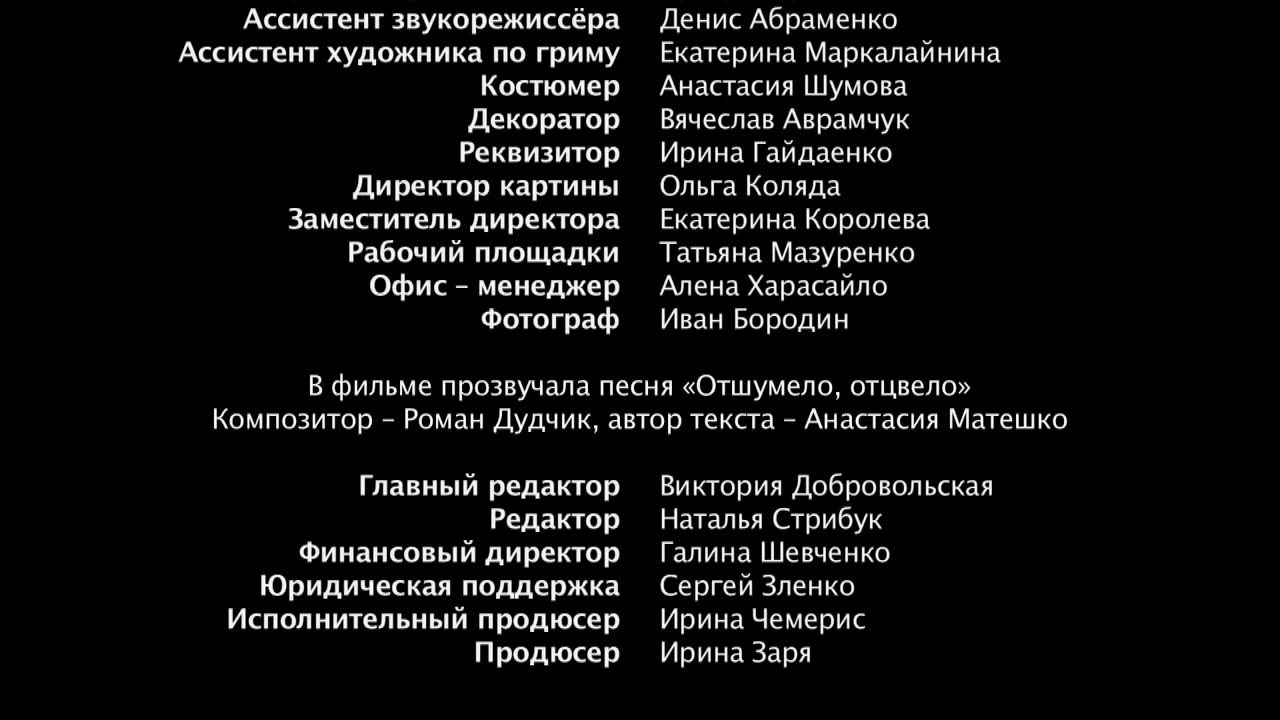 Ассистент звукорежиссёра Денис Абраменко
Ассистент художника по гриму Екатерина Маркалайнина
Костюмер Анастасия Шумова
Декоратор Вячеслав Аврамчук
Реквизитор Ирина Гайдаенко
Директор картины Ольга Коляда
Заместитель директора Екатерина Королева
Рабочий площадки Татьяна Мазуренко
Офис – менеджер Алена Харасайло
Фотограф Иван Бородин
В фильме прозвучала песня «Отшумело, отцвело»
Композитор – Роман Дудчик, автор текста – Анастасия Матешко
Главный редактор Виктория Добровольская
Редактор Наталья Стрибук
Финансовый директор Галина Шевченко
Юридическая поддержка Сергей Зленко
Исполнительный продюсер Ирина Чемерис
Продюсер Ирина Заря